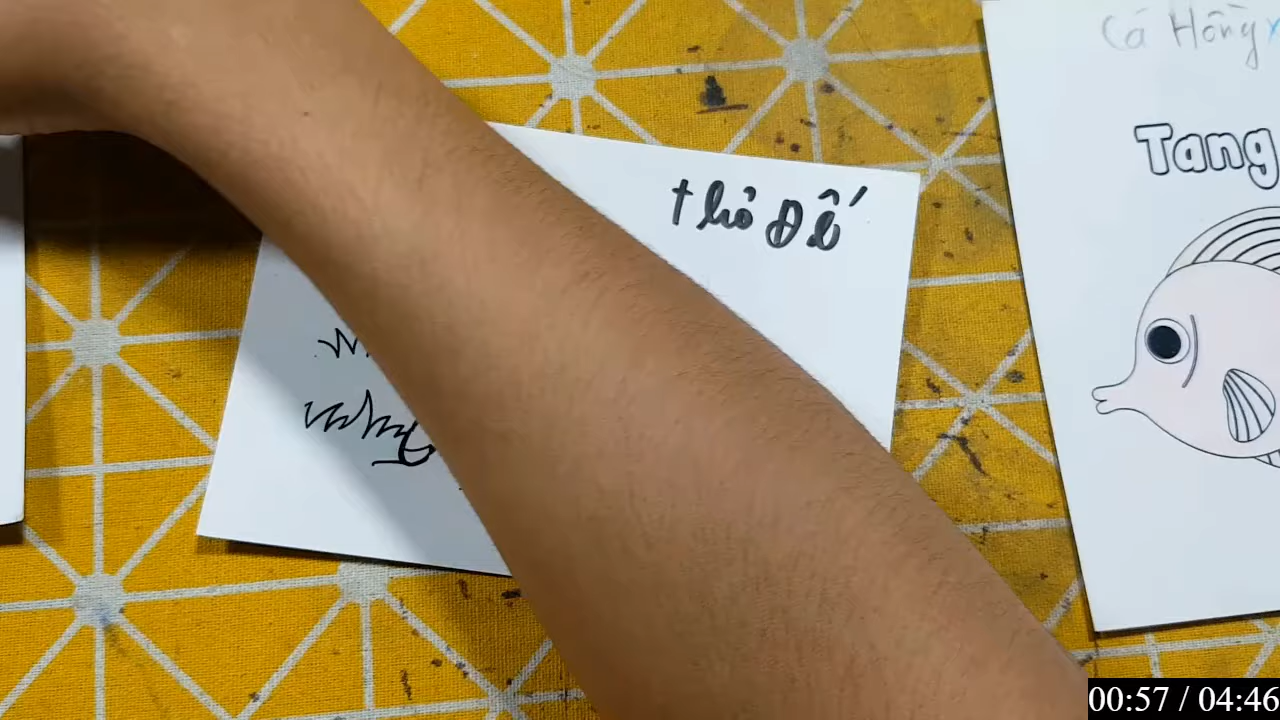 thỏ Đế
Cá Hồng
Tang
00:57 / 04:46